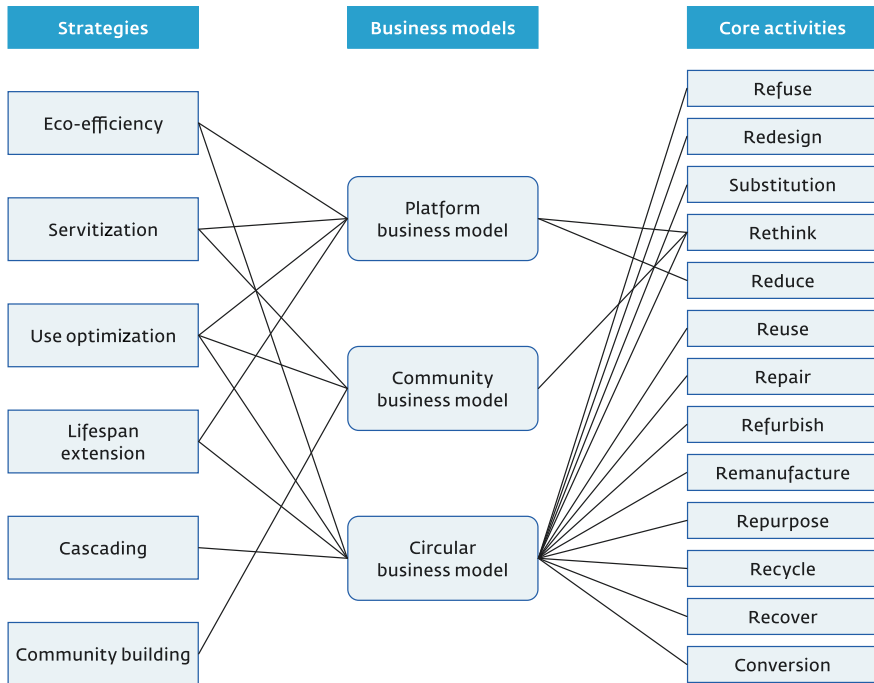 Strategies
Business models
Core activities
Eco-efficiency
Servitization
Use optimization
Lifespan
extension
Cascading
Community building
Platform
business model
Community
business model
Circular
business model
Refuse
Redesign
Substitution
Rethink
Reduce
Reuse
Repair
Refurbish
Remanufacture
Repurpose
Recycle
Recover
Conversion